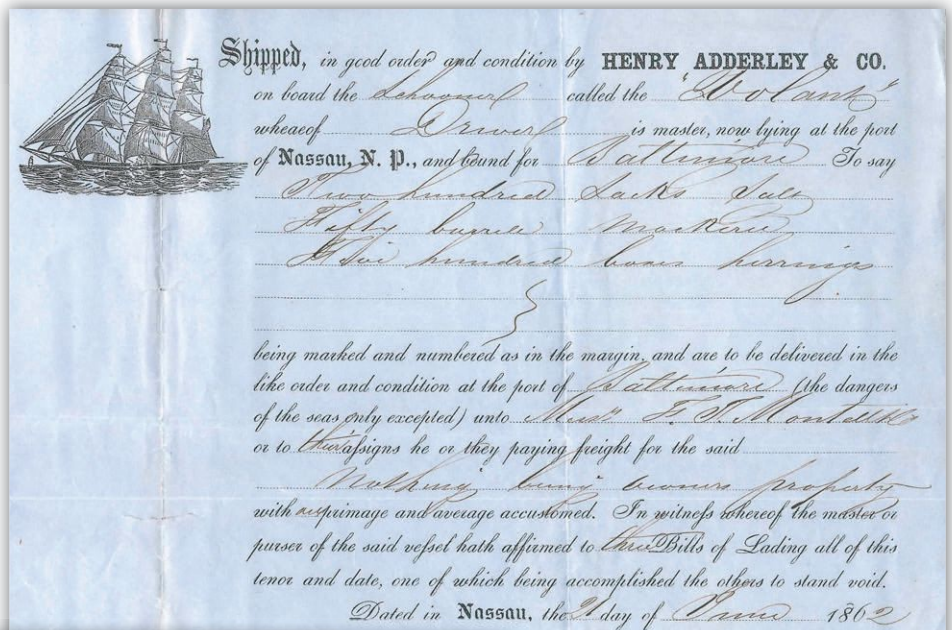 Shipped, in good order and condition by HENRY ADDERLEY & CO.
on board the Schooner called the "Volant"
wheaeof Driver is master, now lying at the port
of Nassau, N. P., and bound for Baltimore To say
Two hundred Sacks Salt
Fifty barrels Mackerel
Five hundred boxes herrings
being marked and numbered as in the margin, and are to be delivered in the
like order and condition at the port of Baltimore (the dangers
of the seas only excepted) unto Messrs F. T. Montell & Co
or to their assigns he or they paying freight for the said
Nothing being owners property
with primage and average accustomed. In witness whereof the master or
purser of the said vessel hath affirmed to three Bills of Lading all of this
tenor and date, one of which being accomplished the others to stand void.
Dated in Nassau, the day of June 1862